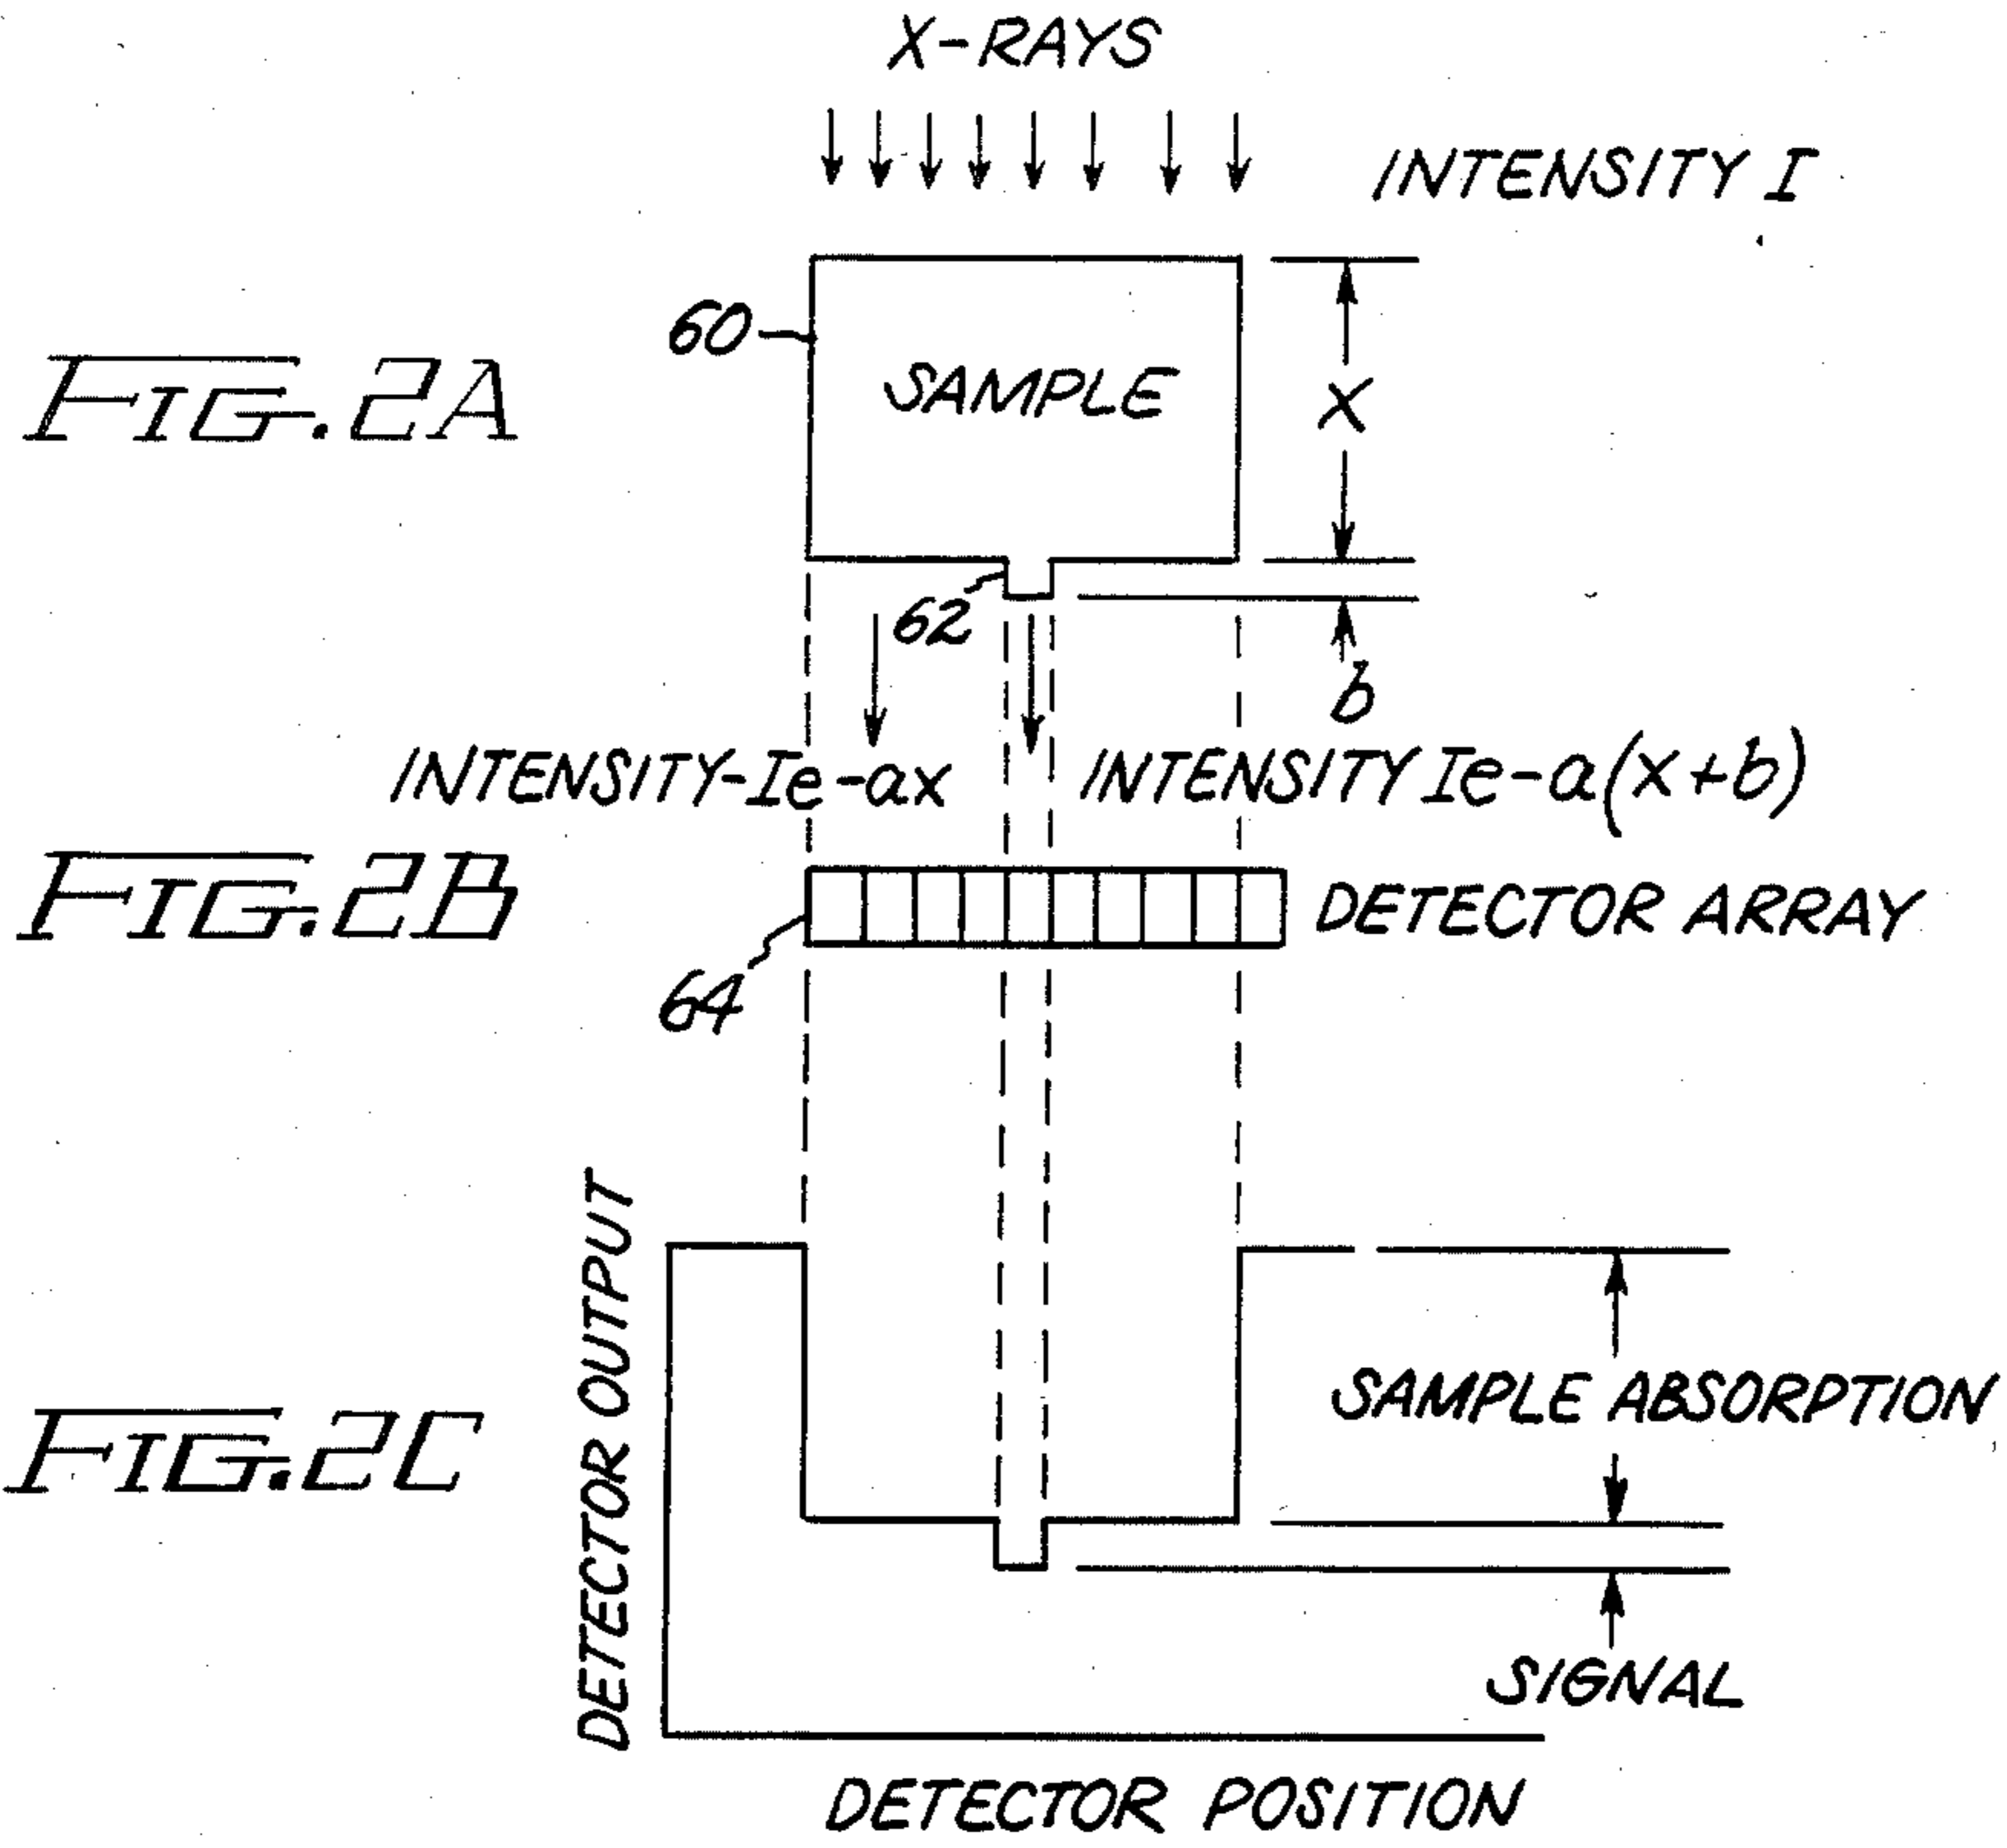 X-RAYS
INTENSITY I
60
SAMPLE
X
FIG. 2A
62
b
INTENSITY-Ie-ax
INTENSITY Ie-a(x+b)
FIG. 2B
DETECTOR ARRAY
64
DETECTOR OUTPUT
SAMPLE ABSORPTION
FIG. 2C
SIGNAL
DETECTOR POSITION